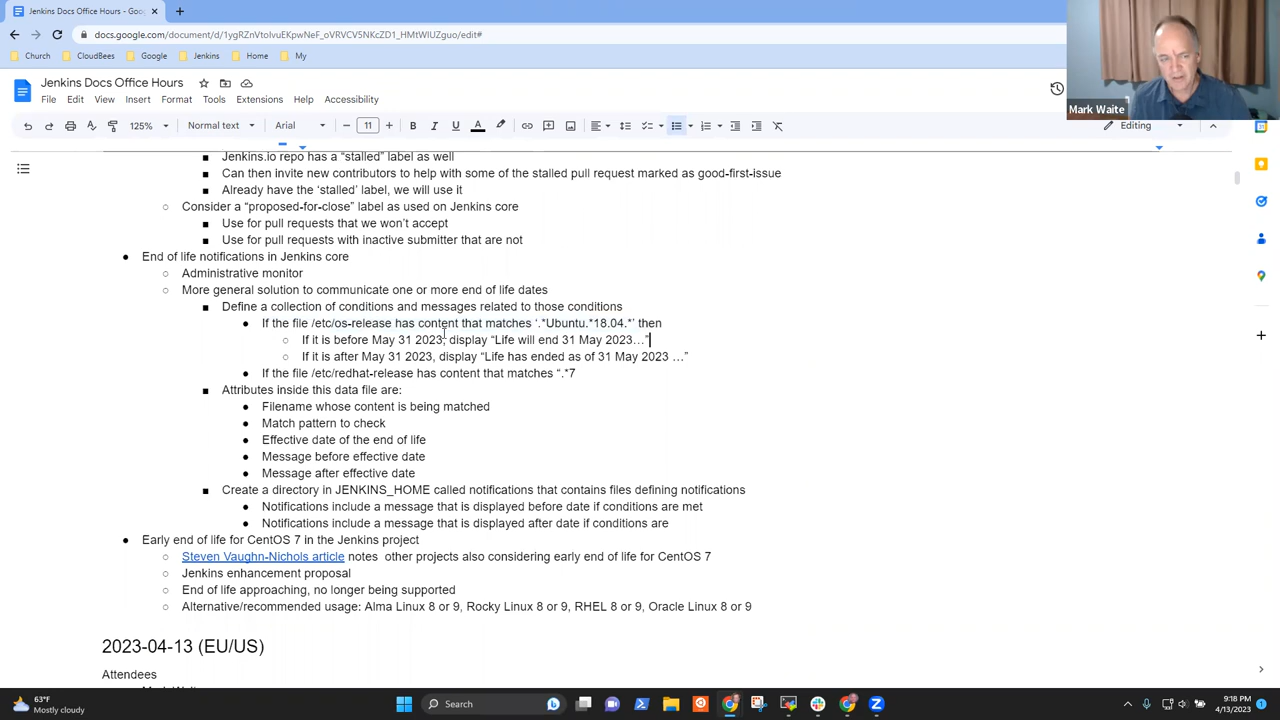 Jenkins Docs Office Hours - Goo
docs.google.com/document/d/1ygRZnVtoIvuEKpwNeF_oVRVCV5NKcZD1_HMtWIUZguo/edit#
Church CloudBees Google Jenkins Home My
Jenkins Docs Office Hours
File Edit View Insert Format Tools Extensions Help Accessibility
125% Normal text Arial 11 Editing
Mark Waite
Jenkins.io repo has a “stalled” label as well
Can then invite new contributors to help with some of the stalled pull request marked as good-first-issue
Already have the ‘stalled’ label, we will use it
Consider a “proposed-for-close” label as used on Jenkins core
Use for pull requests that we won’t accept
Use for pull requests with inactive submitter that are not
End of life notifications in Jenkins core
Administrative monitor
More general solution to communicate one or more end of life dates
Define a collection of conditions and messages related to those conditions
If the file /etc/os-release has content that matches ‘.*Ubuntu.*18.04.*’ then
If it is before May 31 2023, display “Life will end 31 May 2023…”
If it is after May 31 2023, display “Life has ended as of 31 May 2023 …”
If the file /etc/redhat-release has content that matches “.*7
Attributes inside this data file are:
Filename whose content is being matched
Match pattern to check
Effective date of the end of life
Message before effective date
Message after effective date
Create a directory in JENKINS_HOME called notifications that contains files defining notifications
Notifications include a message that is displayed before date if conditions are met
Notifications include a message that is displayed after date if conditions are
Early end of life for CentOS 7 in the Jenkins project
Steven Vaughn-Nichols article notes other projects also considering early end of life for CentOS 7
Jenkins enhancement proposal
End of life approaching, no longer being supported
Alternative/recommended usage: Alma Linux 8 or 9, Rocky Linux 8 or 9, RHEL 8 or 9, Oracle Linux 8 or 9
2023-04-13 (EU/US)
Attendees
63°F
Mostly cloudy
Search
9:18 PM
4/13/2023